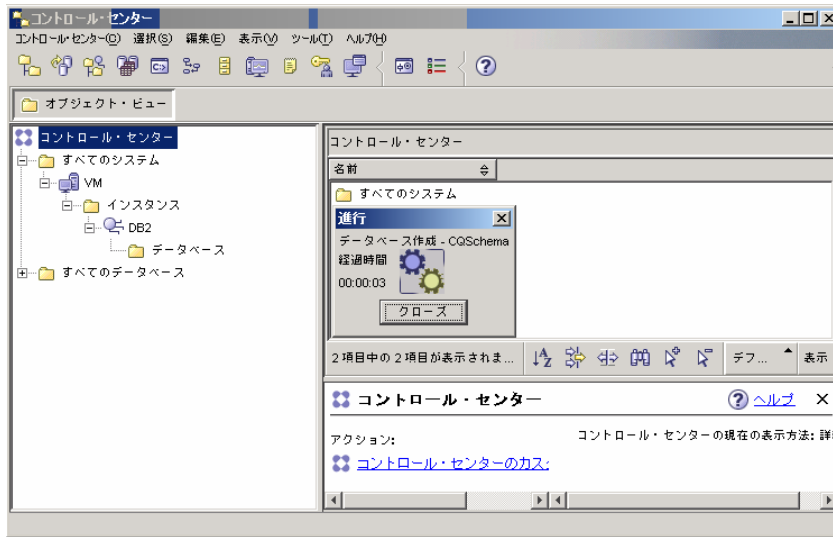 コントロール・センター
コントロール・センター(C) 選択(S) 編集(E) 表示(V) ツール(T) ヘルプ(H)
オブジェクト・ビュー
コントロール・センター
すべてのシステム
VM
インスタンス
DB2
データベース
すべてのデータベース
コントロール・センター
名前
すべてのシステム
進行
データベース作成 - CQSchema
経過時間
00:00:03
クローズ
2項目中の2項目が表示されま... デフ... 表示
コントロール・センター ヘルプ
アクション: コントロール・センターの現在の表示方法: 詳細
コントロール・センターのカス